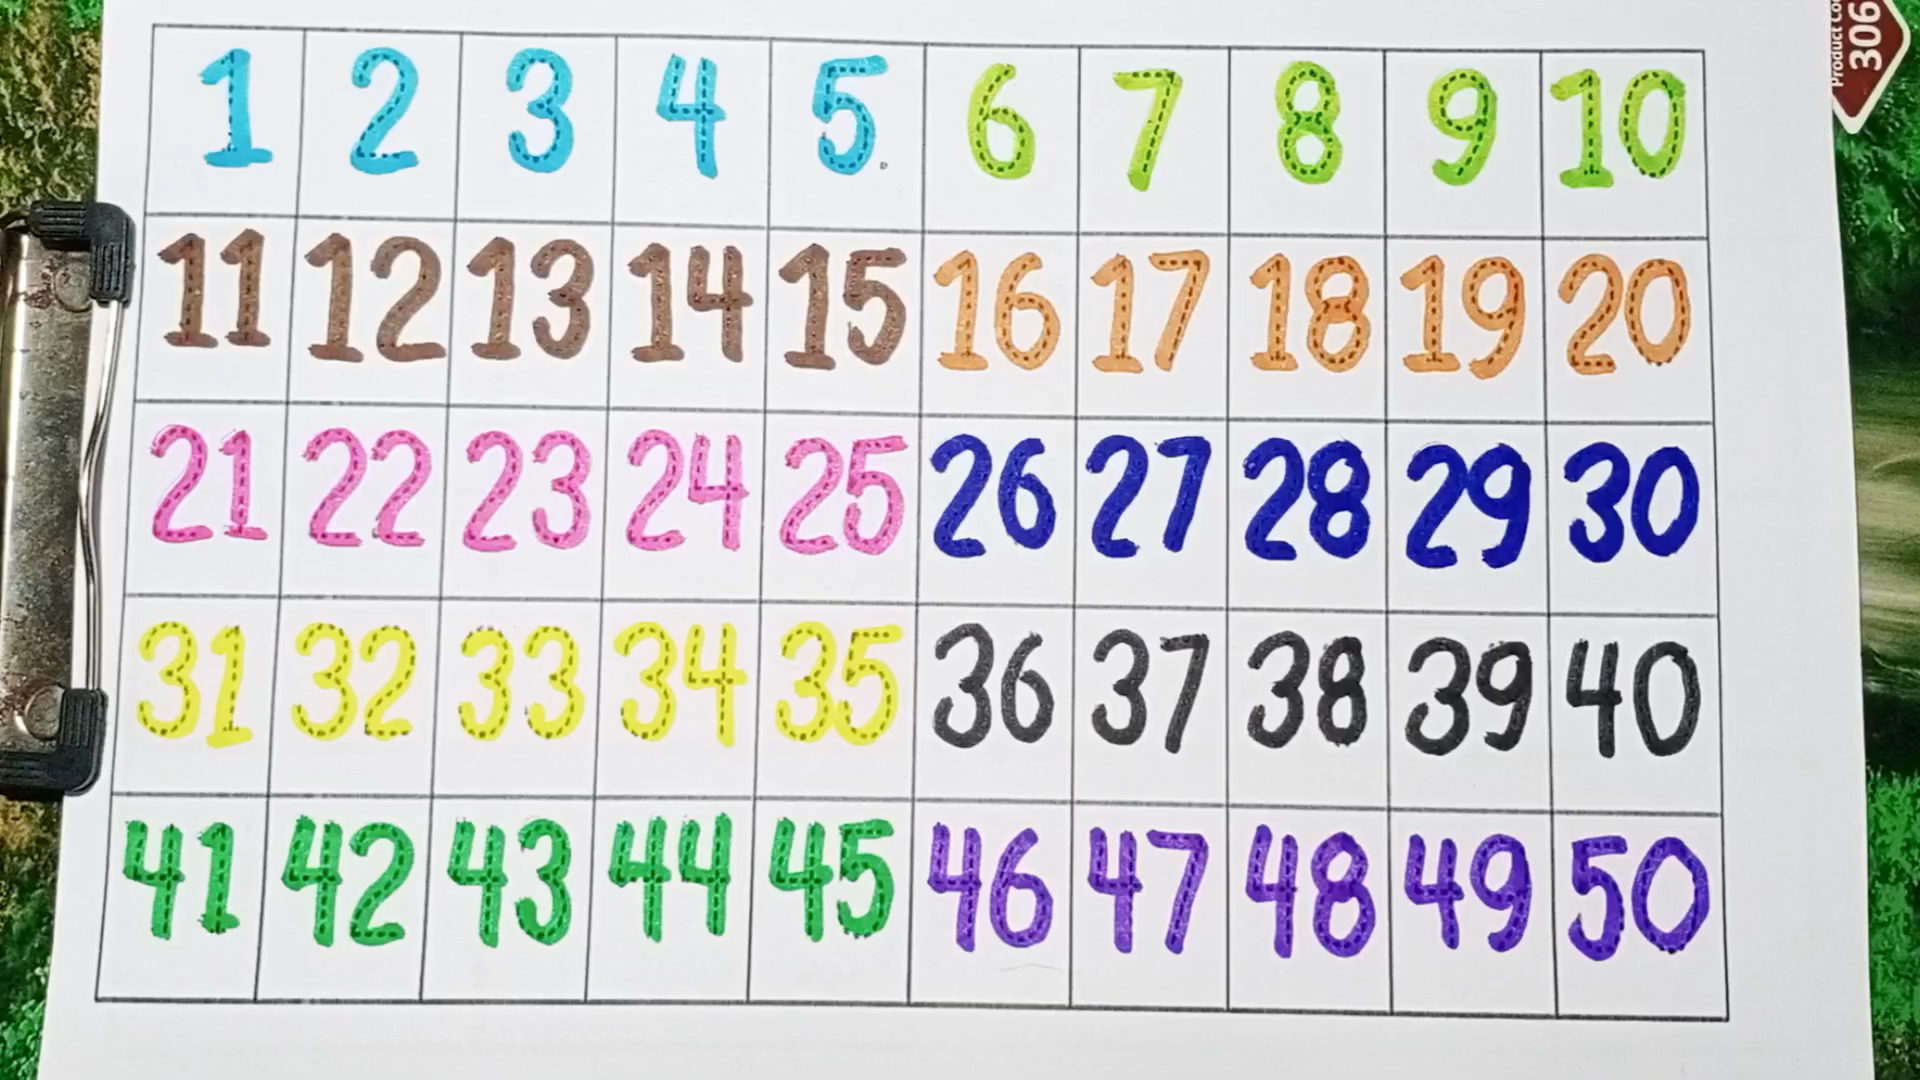 1 2 3 4 5 6 7 8 9 10
11 12 13 14 15 16 17 18 19 20
21 22 23 24 25 26 27 28 29 30
31 32 33 34 35 36 37 38 39 40
41 42 43 44 45 46 47 48 49 50
Product
306